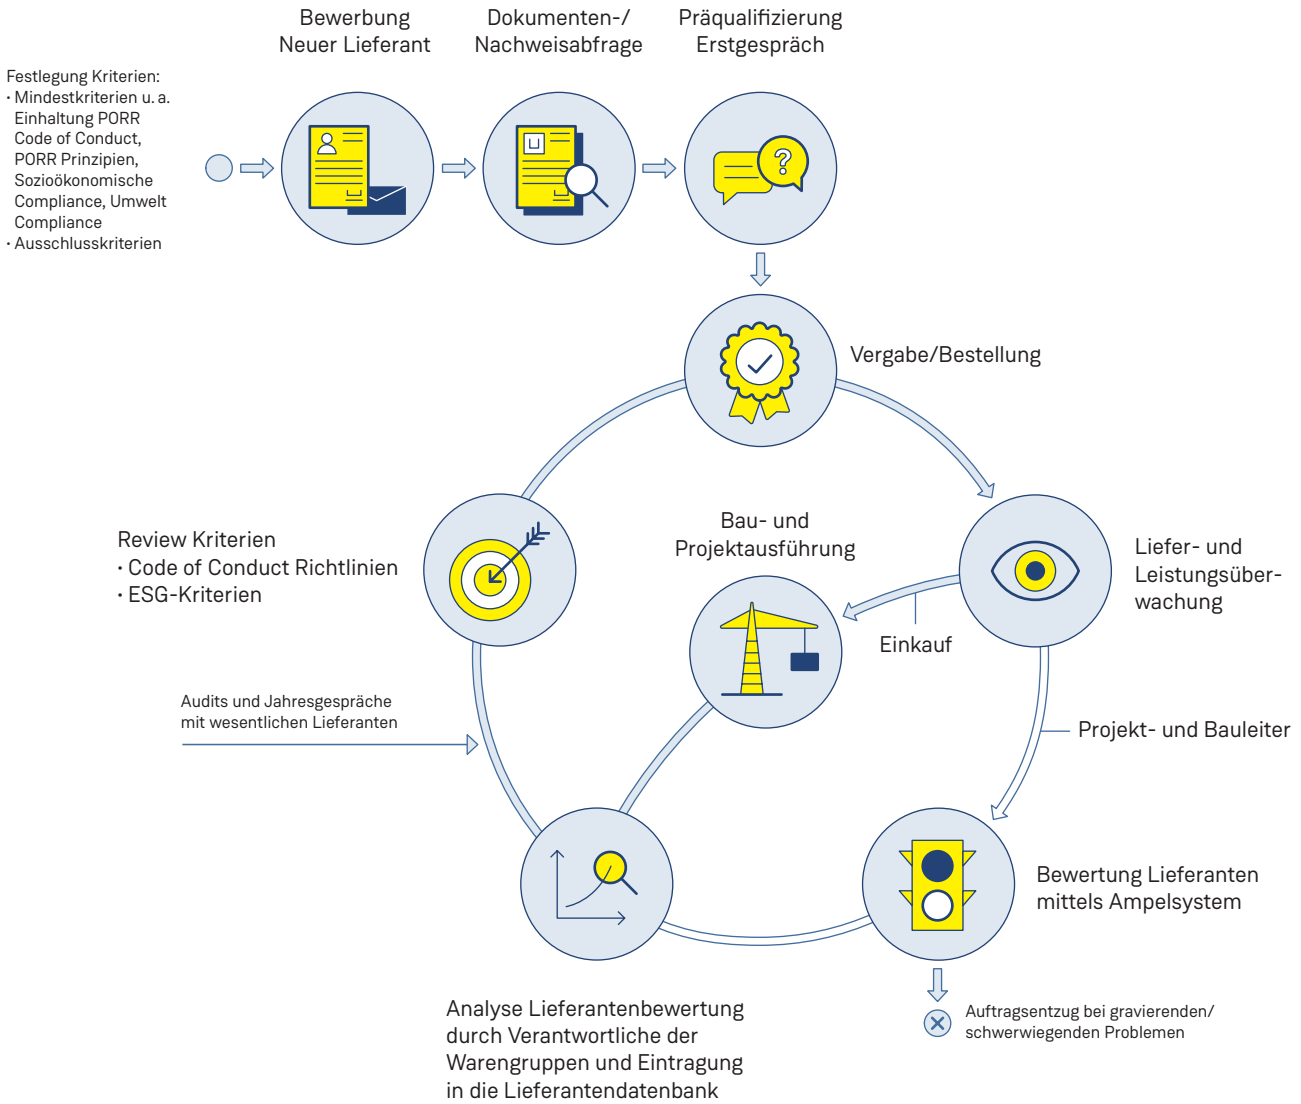 Bewerbung
Neuer Lieferant
Dokumenten-/
Nachweisabfrage
Präqualifizierung
Erstgespräch
Festlegung Kriterien:
· Mindestkriterien u. a.
Einhaltung PORR
Code of Conduct,
PORR Prinzipien,
Sozioökonomische
Compliance, Umwelt
Compliance
· Ausschlusskriterien
?
Vergabe/Bestellung
Review Kriterien
· Code of Conduct Richtlinien
· ESG-Kriterien
Bau- und
Projektausführung
Liefer- und
Leistungsüber-
wachung
Einkauf
Audits und Jahresgespräche
mit wesentlichen Lieferanten
Projekt- und Bauleiter
Bewertung Lieferanten
mittels Ampelsystem
Analyse Lieferantenbewertung
durch Verantwortliche der
Warengruppen und Eintragung
in die Lieferantendatenbank
Auftragsentzug bei gravierenden/
schwerwiegenden Problemen